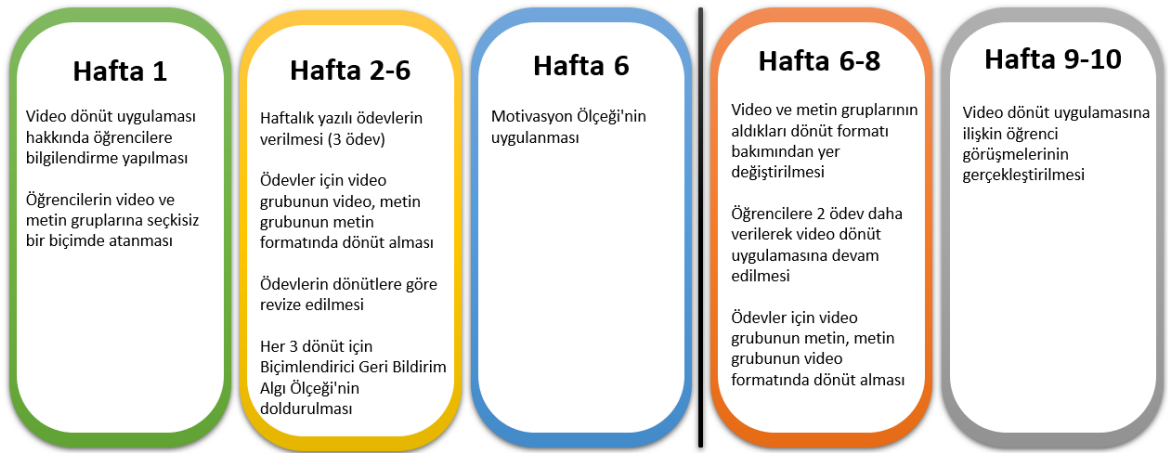 Hafta 1
Video dönüt uygulaması
hakkında öğrencilere
bilgilendirme yapılması
Öğrencilerin video ve
metin gruplarına seçkisiz
bir biçimde atanması
Hafta 2-6
Haftalık yazılı ödevlerin
verilmesi (3 ödev)
Ödevler için video
grubunun video, metin
grubunun metin
formatında dönüt alması
Ödevlerin dönütlere göre
revize edilmesi
Her 3 dönüt için
Biçimlendirici Geri Bildirim
Algı Ölçeği'nin
doldurulması
Hafta 6
Motivasyon Ölçeği'nin
uygulanması
Hafta 6-8
Video ve metin gruplarının
aldıkları dönüt formatı
bakımından yer
değiştirilmesi
Öğrencilere 2 ödev daha
verilerek video dönüt
uygulamasına devam
edilmesi
Ödevler için video
grubunun metin, metin
grubunun video
formatında dönüt alması
Hafta 9-10
Video dönüt uygulamasına
ilişkin öğrenci
görüşmelerinin
gerçekleştirilmesi